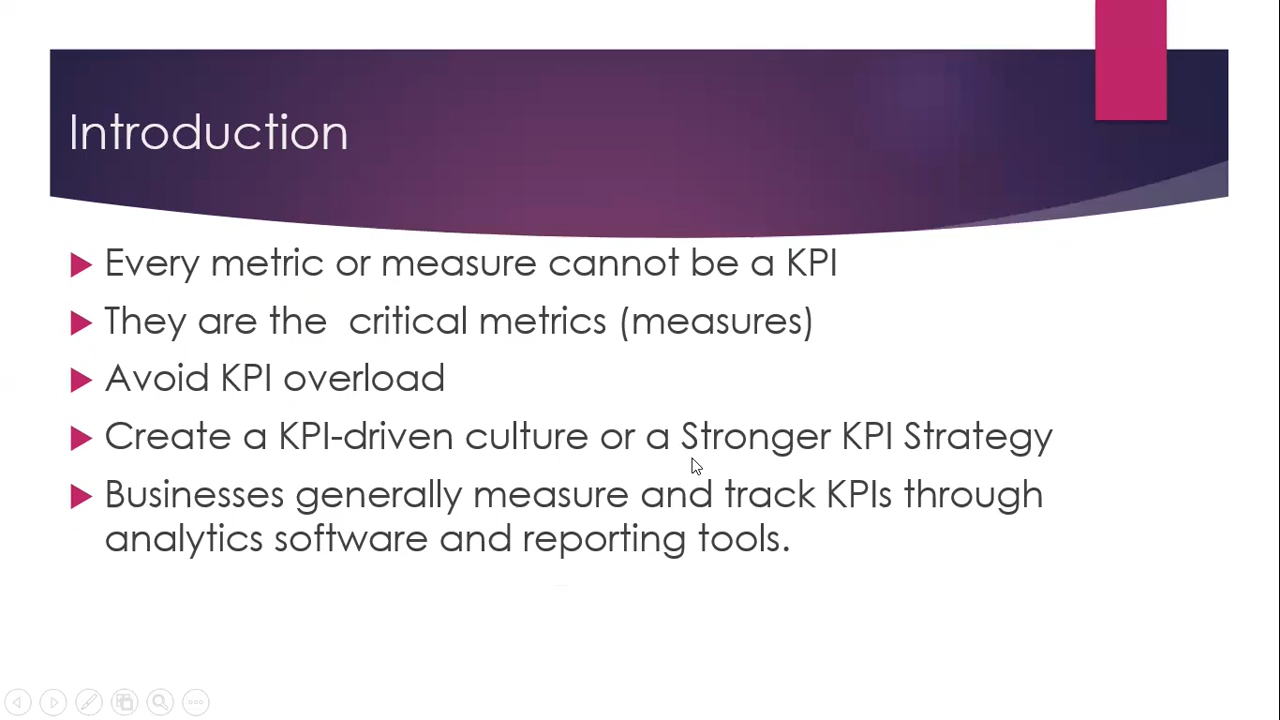 Introduction
Every metric or measure cannot be a KPI
They are the  critical metrics (measures)
Avoid KPI overload
Create a KPI-driven culture or a Stronger KPI Strategy
Businesses generally measure and track KPIs through
analytics software and reporting tools.